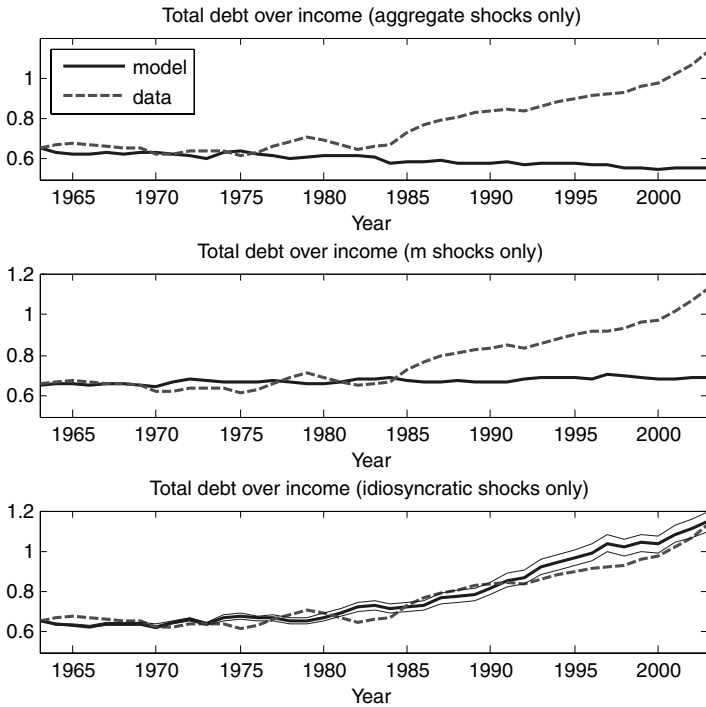 Total debt over income (aggregate shocks only)
model
data
1
0.8
0.6
1965 1970 1975 1980 1985 1990 1995 2000
Year
Total debt over income (m shocks only)
1.2
1
0.8
0.6
1965 1970 1975 1980 1985 1990 1995 2000
Year
Total debt over income (idiosyncratic shocks only)
1.2
1
0.8
0.6
1965 1970 1975 1980 1985 1990 1995 2000
Year